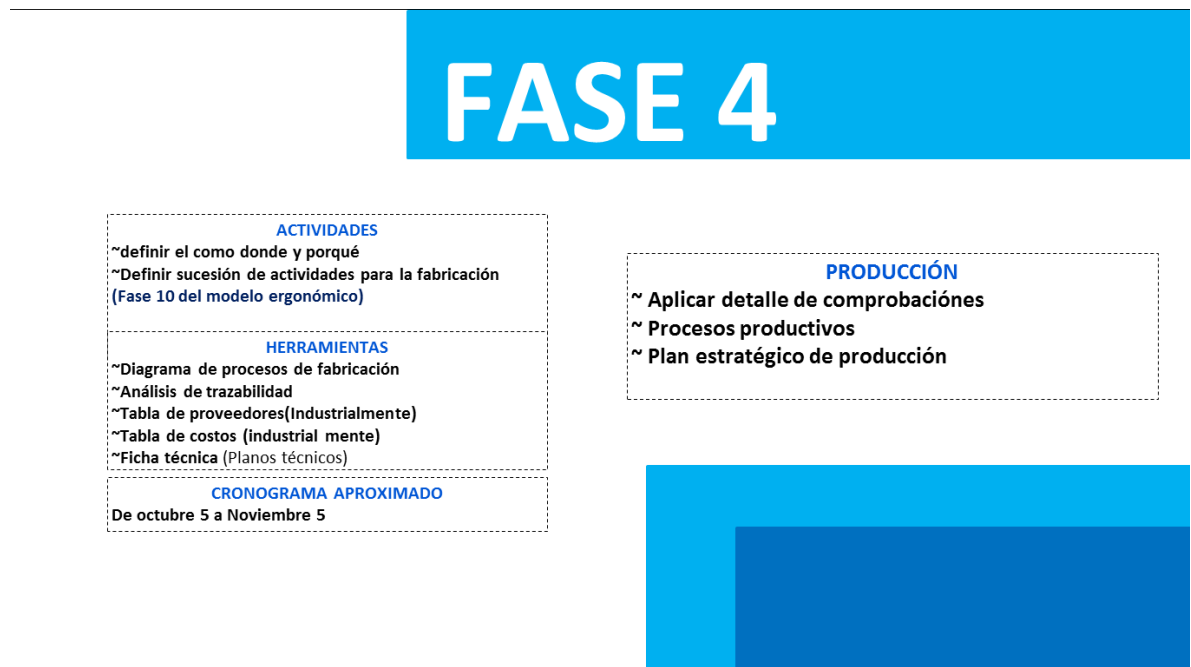 FASE 4
ACTIVIDADES
~definir el como donde y porqué
~Definir sucesión de actividades para la fabricación
(Fase 10 del modelo ergonómico)
HERRAMIENTAS
~Diagrama de procesos de fabricación
~Análisis de trazabilidad
~Tabla de proveedores(Industrialmente)
~Tabla de costos (industrial mente)
~Ficha técnica (Planos técnicos)
CRONOGRAMA APROXIMADO
De octubre 5 a Noviembre 5
PRODUCCIÓN
~ Aplicar detalle de comprobaciónes
~ Procesos productivos
~ Plan estratégico de producción